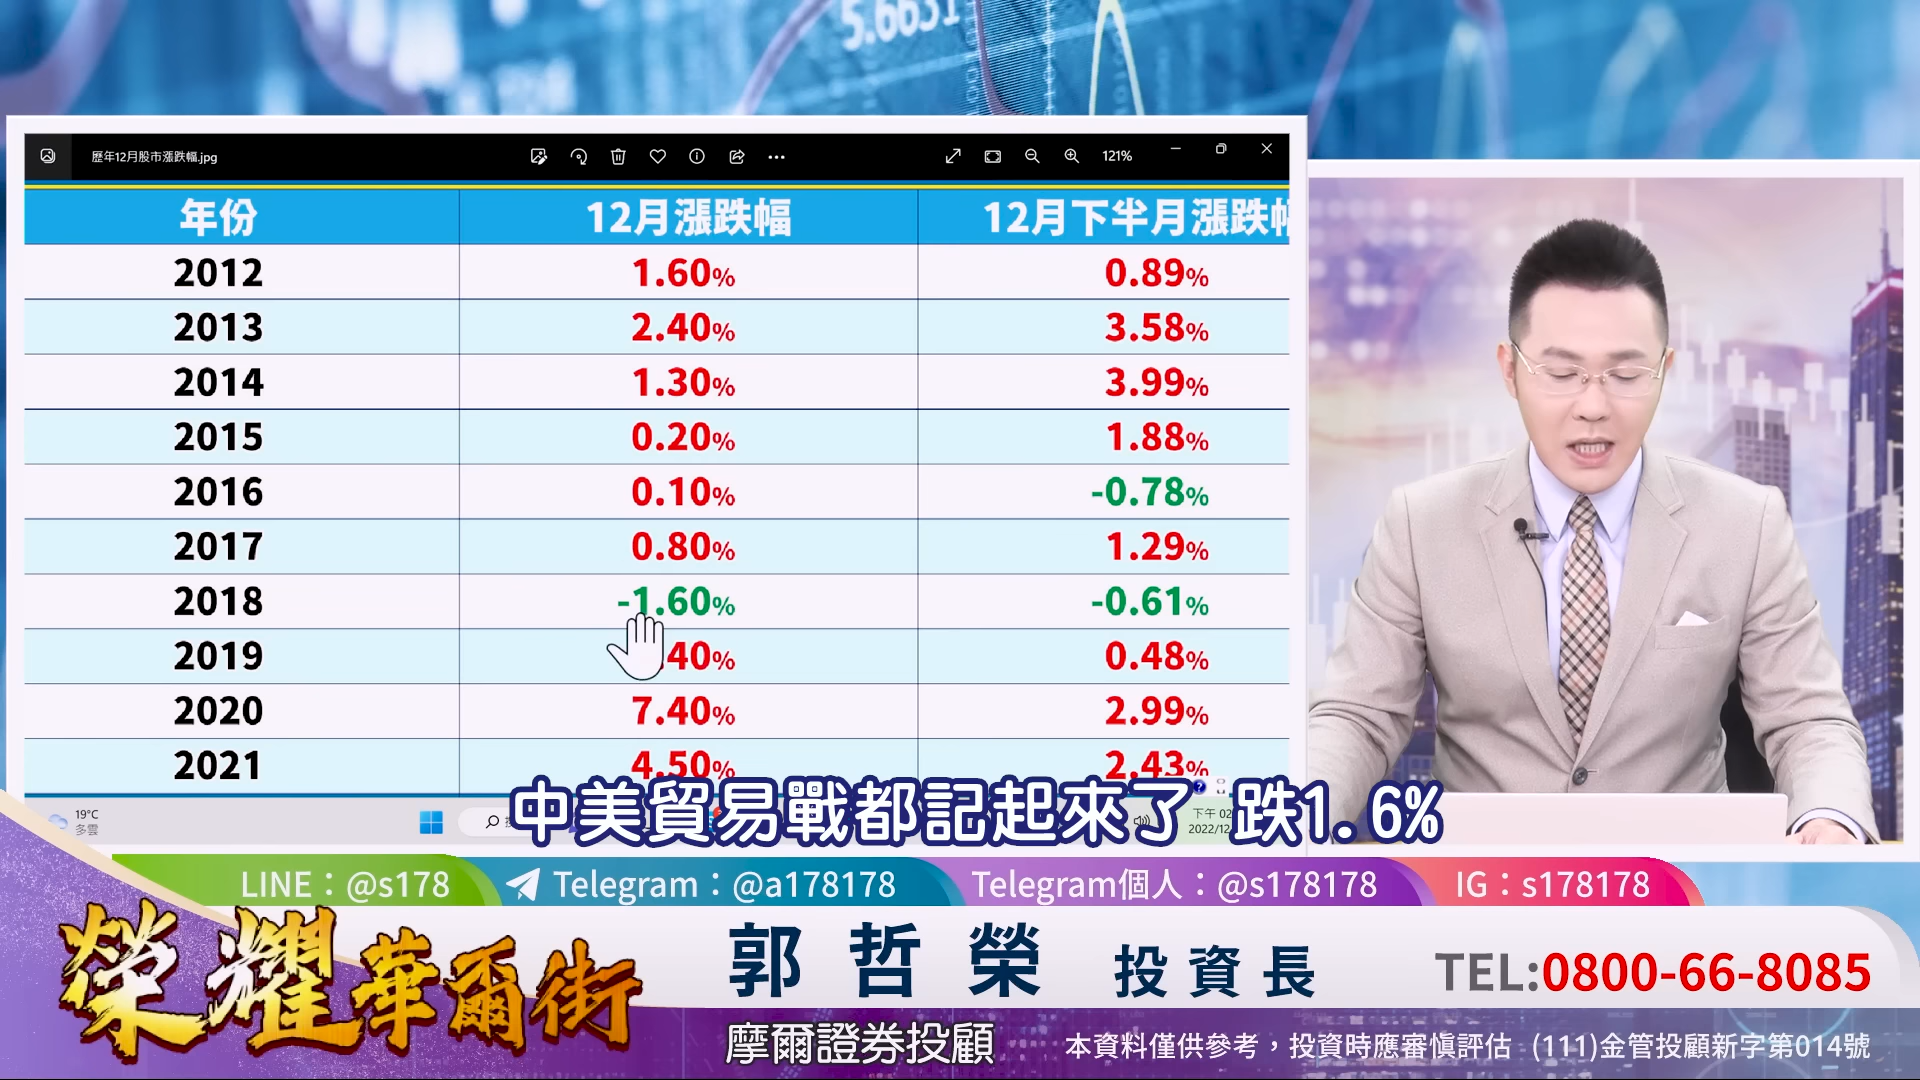 5.6631
歷年12月股市漲跌幅.jpg
121%
年份 12月漲跌幅 12月下半月漲跌幅
2012 1.60% 0.89%
2013 2.40% 3.58%
2014 1.30% 3.99%
2015 0.20% 1.88%
2016 0.10% -0.78%
2017 0.80% 1.29%
2018 -1.60% -0.61%
2019 .40% 0.48%
2020 7.40% 2.99%
2021 4.50% 2.43%
19°C
多雲
下午 02
2022/12
中美貿易戰都記起來了 跌1.6%
LINE：@s178 Telegram：@a178178 Telegram個人：@s178178 IG：s178178
榮耀華爾街
郭哲榮 投資長 TEL:0800-66-8085
摩爾證券投顧 本資料僅供參考，投資時應審慎評估 (111)金管投顧新字第014號